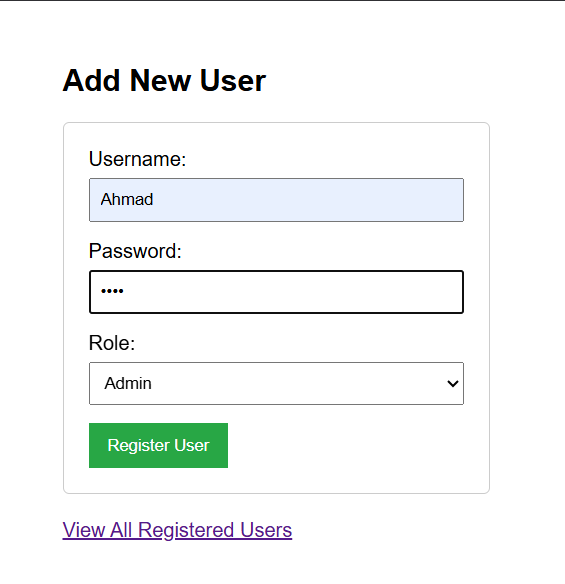 Add New User
Username:
Ahmad
Password:
••••
Role:
Admin
Register User
View All Registered Users